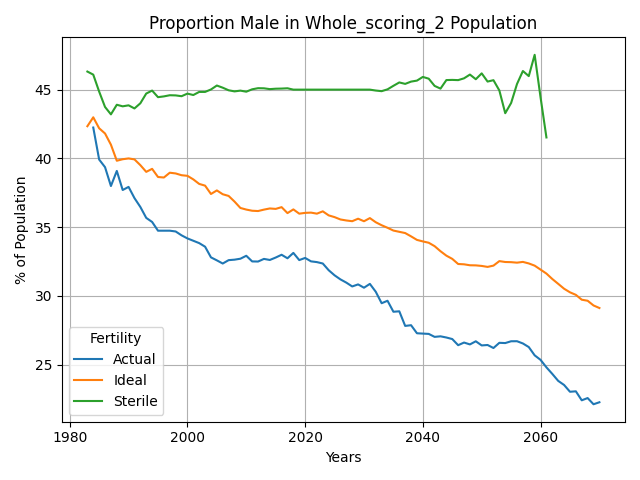 Proportion Male in Whole_scoring_2 Population
% of Population
45
40
35
30
25
Fertility
Actual
Ideal
Sterile
1980 2000 2020 2040 2060
Years